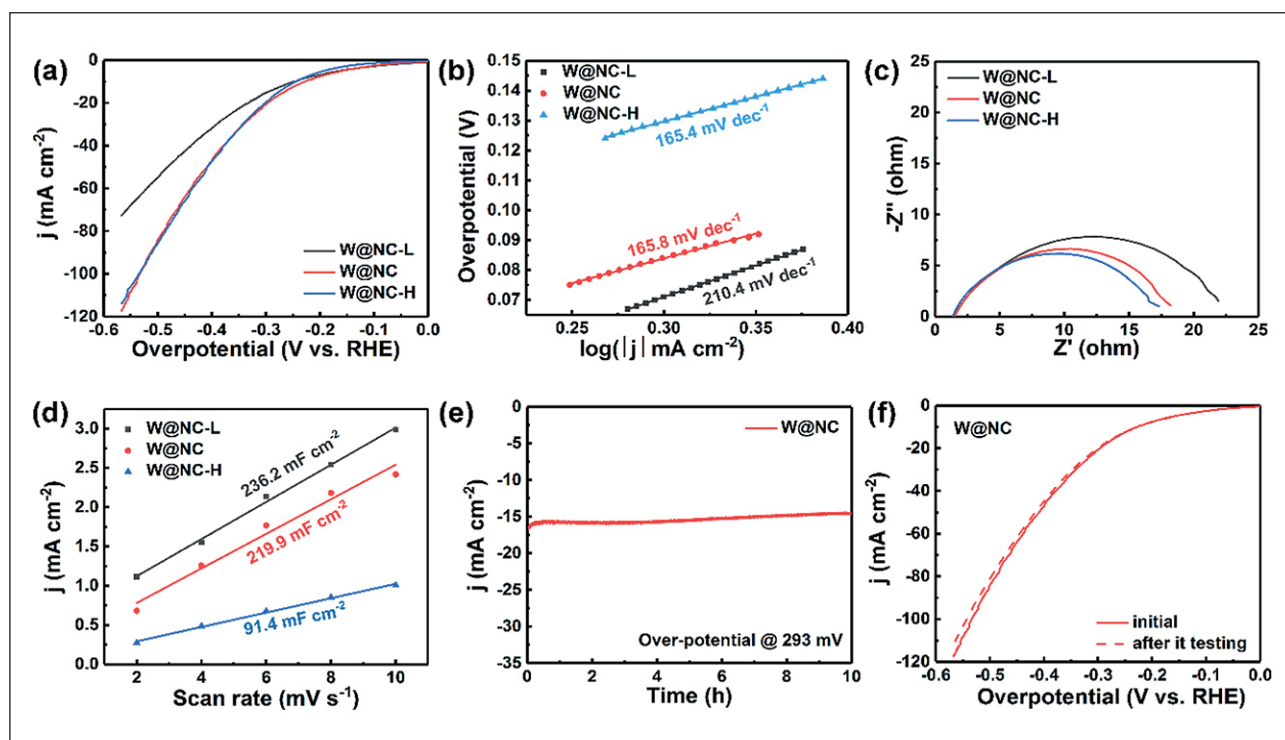 (a)
0
-20
-40
-60
-80
-100
-120
j (mA cm-2)
W@NC-L
W@NC
W@NC-H
-0.6 -0.5 -0.4 -0.3 -0.2 -0.1 0.0
Overpotential (V vs. RHE)
(b)
0.15
0.14
0.13
0.12
0.11
0.10
0.09
0.08
0.07
Overpotential (V)
W@NC-L
W@NC
W@NC-H
165.4 mV dec-1
165.8 mV dec-1
210.4 mV dec-1
0.25 0.30 0.35 0.40
log(|j| mA cm-2)
(c)
25
20
15
10
5
0
-Z'' (ohm)
W@NC-L
W@NC
W@NC-H
0 5 10 15 20 25
Z' (ohm)
(d)
3.0
2.5
2.0
1.5
1.0
0.5
0.0
j (mA cm-2)
W@NC-L
W@NC
W@NC-H
236.2 mF cm-2
219.9 mF cm-2
91.4 mF cm-2
2 4 6 8 10
Scan rate (mV s-1)
(e)
0
-5
-10
-15
-20
-25
-30
-35
j (mA cm-2)
W@NC
Over-potential @ 293 mV
0 2 4 6 8 10
Time (h)
(f)
0
-20
-40
-60
-80
-100
-120
j (mA cm-2)
W@NC
initial
after it testing
-0.6 -0.5 -0.4 -0.3 -0.2 -0.1 0.0
Overpotential (V vs. RHE)